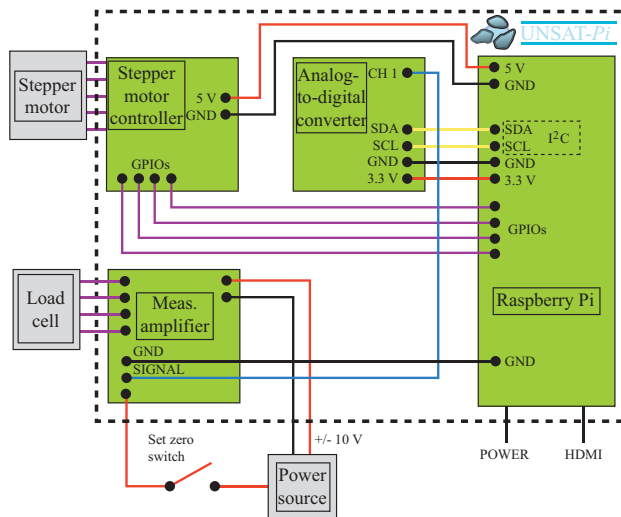 UNSAT-Pi
Stepper
motor
Stepper
motor
controller
5 V
GND
GPIOs
Analog-
to-digital
converter
CH 1
SDA
SCL
GND
3.3 V
5 V
GND
SDA
SCL
I²C
GND
3.3 V
GPIOs
Raspberry Pi
GND
Load
cell
Meas.
amplifier
GND
SIGNAL
Set zero
switch
+/- 10 V
Power
source
POWER
HDMI